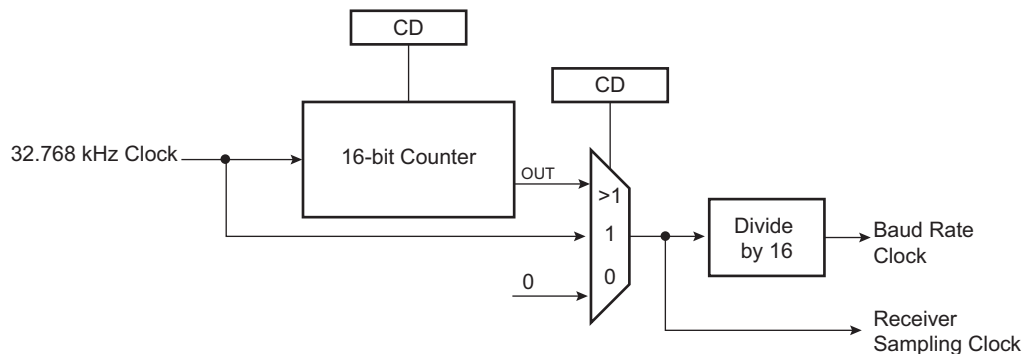 CD
CD
32.768 kHz Clock
16-bit Counter
OUT
>1
1
0
0
Divide
by 16
Baud Rate
Clock
Receiver
Sampling Clock